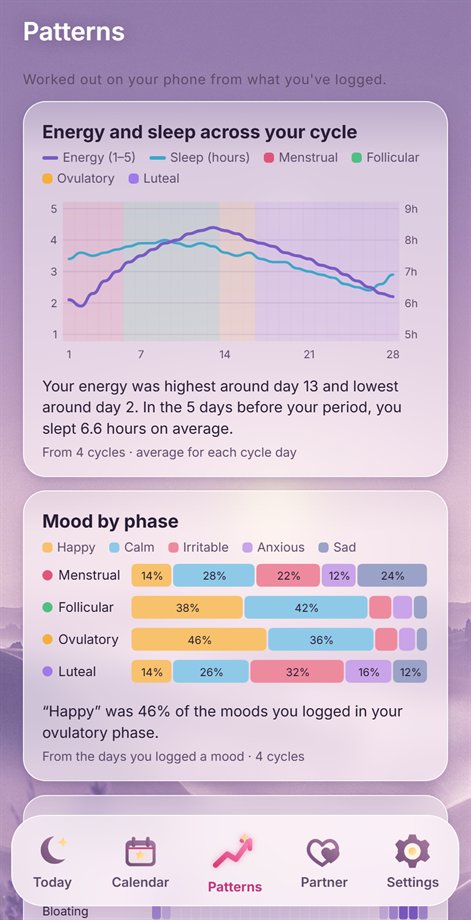 Patterns
Worked out on your phone from what you've logged.
Energy and sleep across your cycle
Energy (1–5) Sleep (hours) Menstrual Follicular
Ovulatory Luteal
5 9h
4 8h
3 7h
2 6h
1 5h
1 7 14 21 28
Your energy was highest around day 13 and lowest
around day 2. In the 5 days before your period, you
slept 6.6 hours on average.
From 4 cycles · average for each cycle day
Mood by phase
Happy Calm Irritable Anxious Sad
Menstrual 14% 28% 22% 12% 24%
Follicular 38% 42%
Ovulatory 46% 36%
Luteal 14% 26% 32% 16% 12%
“Happy” was 46% of the moods you logged in your
ovulatory phase.
From the days you logged a mood · 4 cycles
Today Calendar Patterns Partner Settings
Bloating